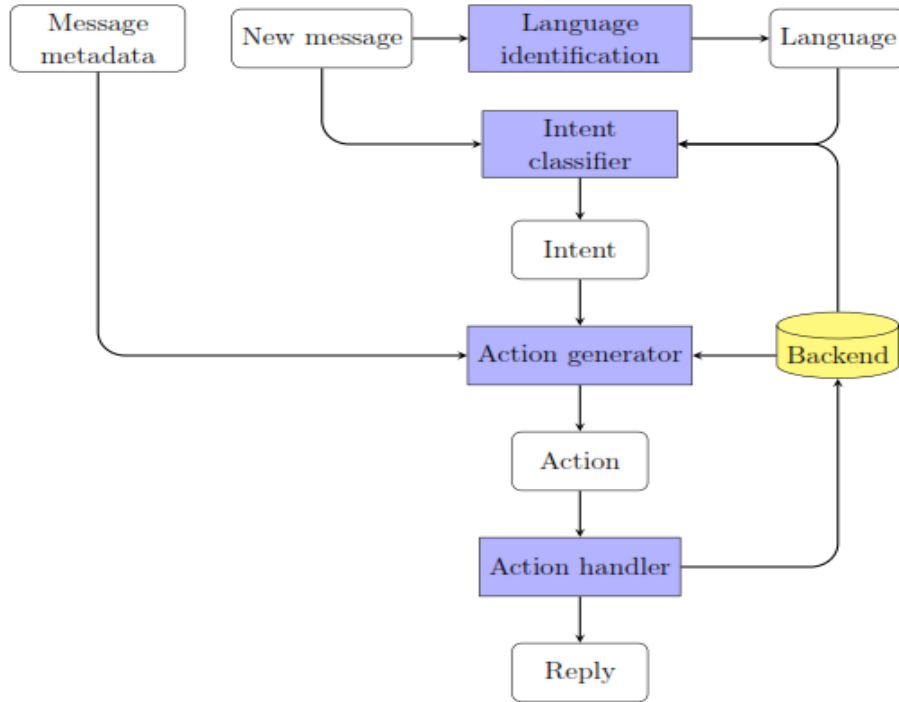 Message
metadata
New message
Language
identification
Language
Intent
classifier
Intent
Action generator
Backend
Action
Action handler
Reply